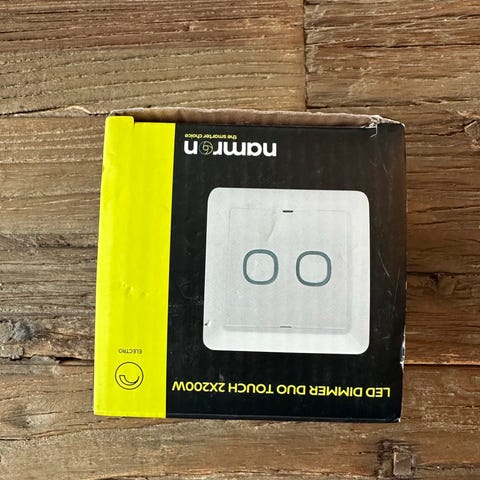 namron
the smarter choice
LED DIMMER DUO TOUCH 2X200W
ELECTRO